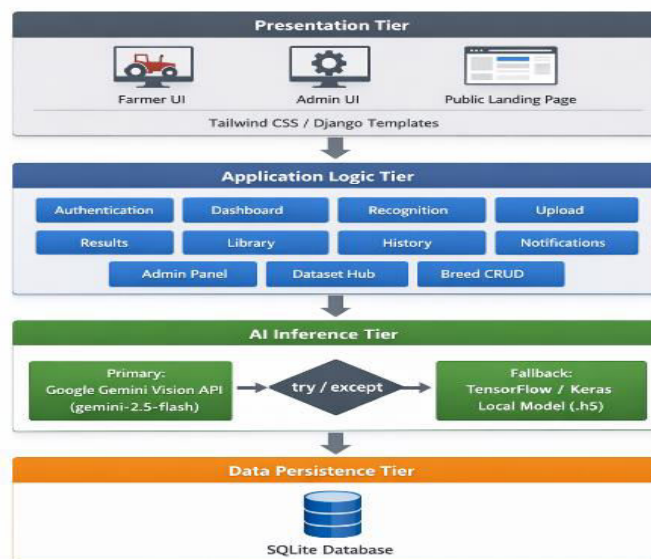 Presentation Tier
Farmer UI
Admin UI
Public Landing Page
Tailwind CSS / Django Templates
Application Logic Tier
Authentication
Dashboard
Recognition
Upload
Results
Library
History
Notifications
Admin Panel
Dataset Hub
Breed CRUD
AI Inference Tier
Primary:
Google Gemini Vision API
(gemini-2.5-flash)
try / except
Fallback:
TensorFlow / Keras
Local Model (.h5)
Data Persistence Tier
SQLite Database